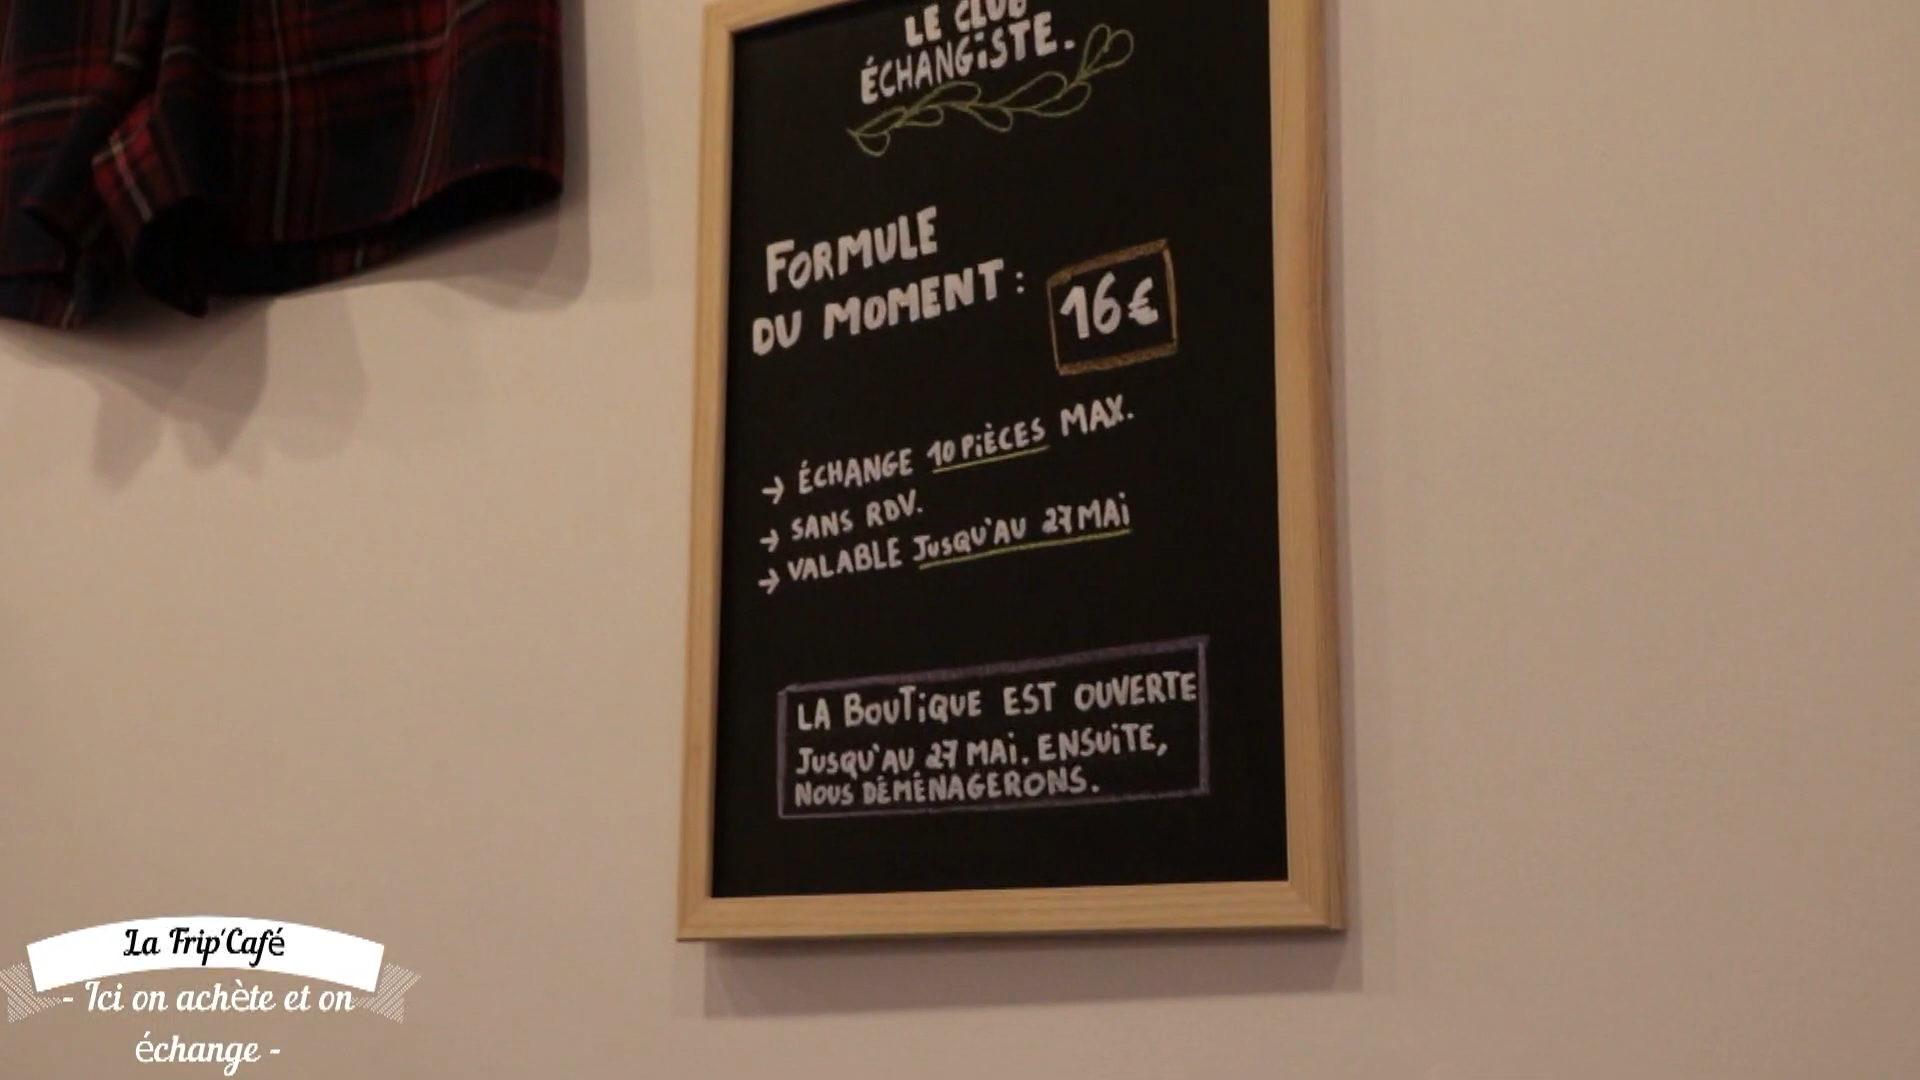 LE CLUB
ÉCHANGiSTE.
FORMULE
DU MOMENT :
16€
→ ÉCHANGE 10 PiÈCES MAX.
→ SANS RDV.
→ VALABLE JUSQU'AU 27 MAi
LA BOUTiQUE EST OUVERTE
JUSQU'AU 27 MAi. ENSUiTE,
NOUS DÉMÉNAGERONS.
La Frip'Café
- Ici on achète et on
échange -